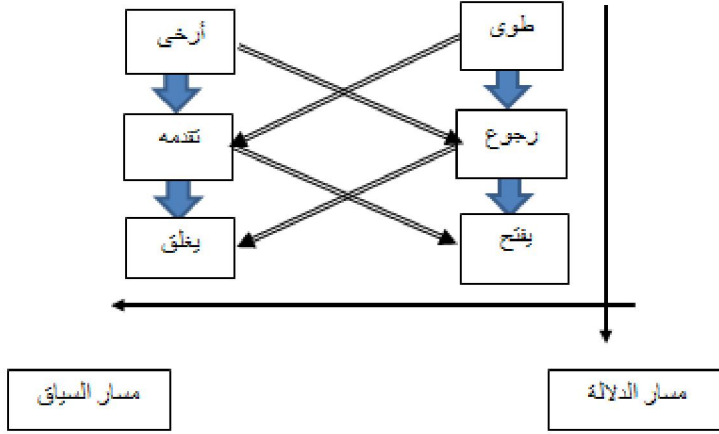 طوى
أرخى
رجوع
تقدمه
يفتح
يغلق
مسار الدلالة
مسار السياق